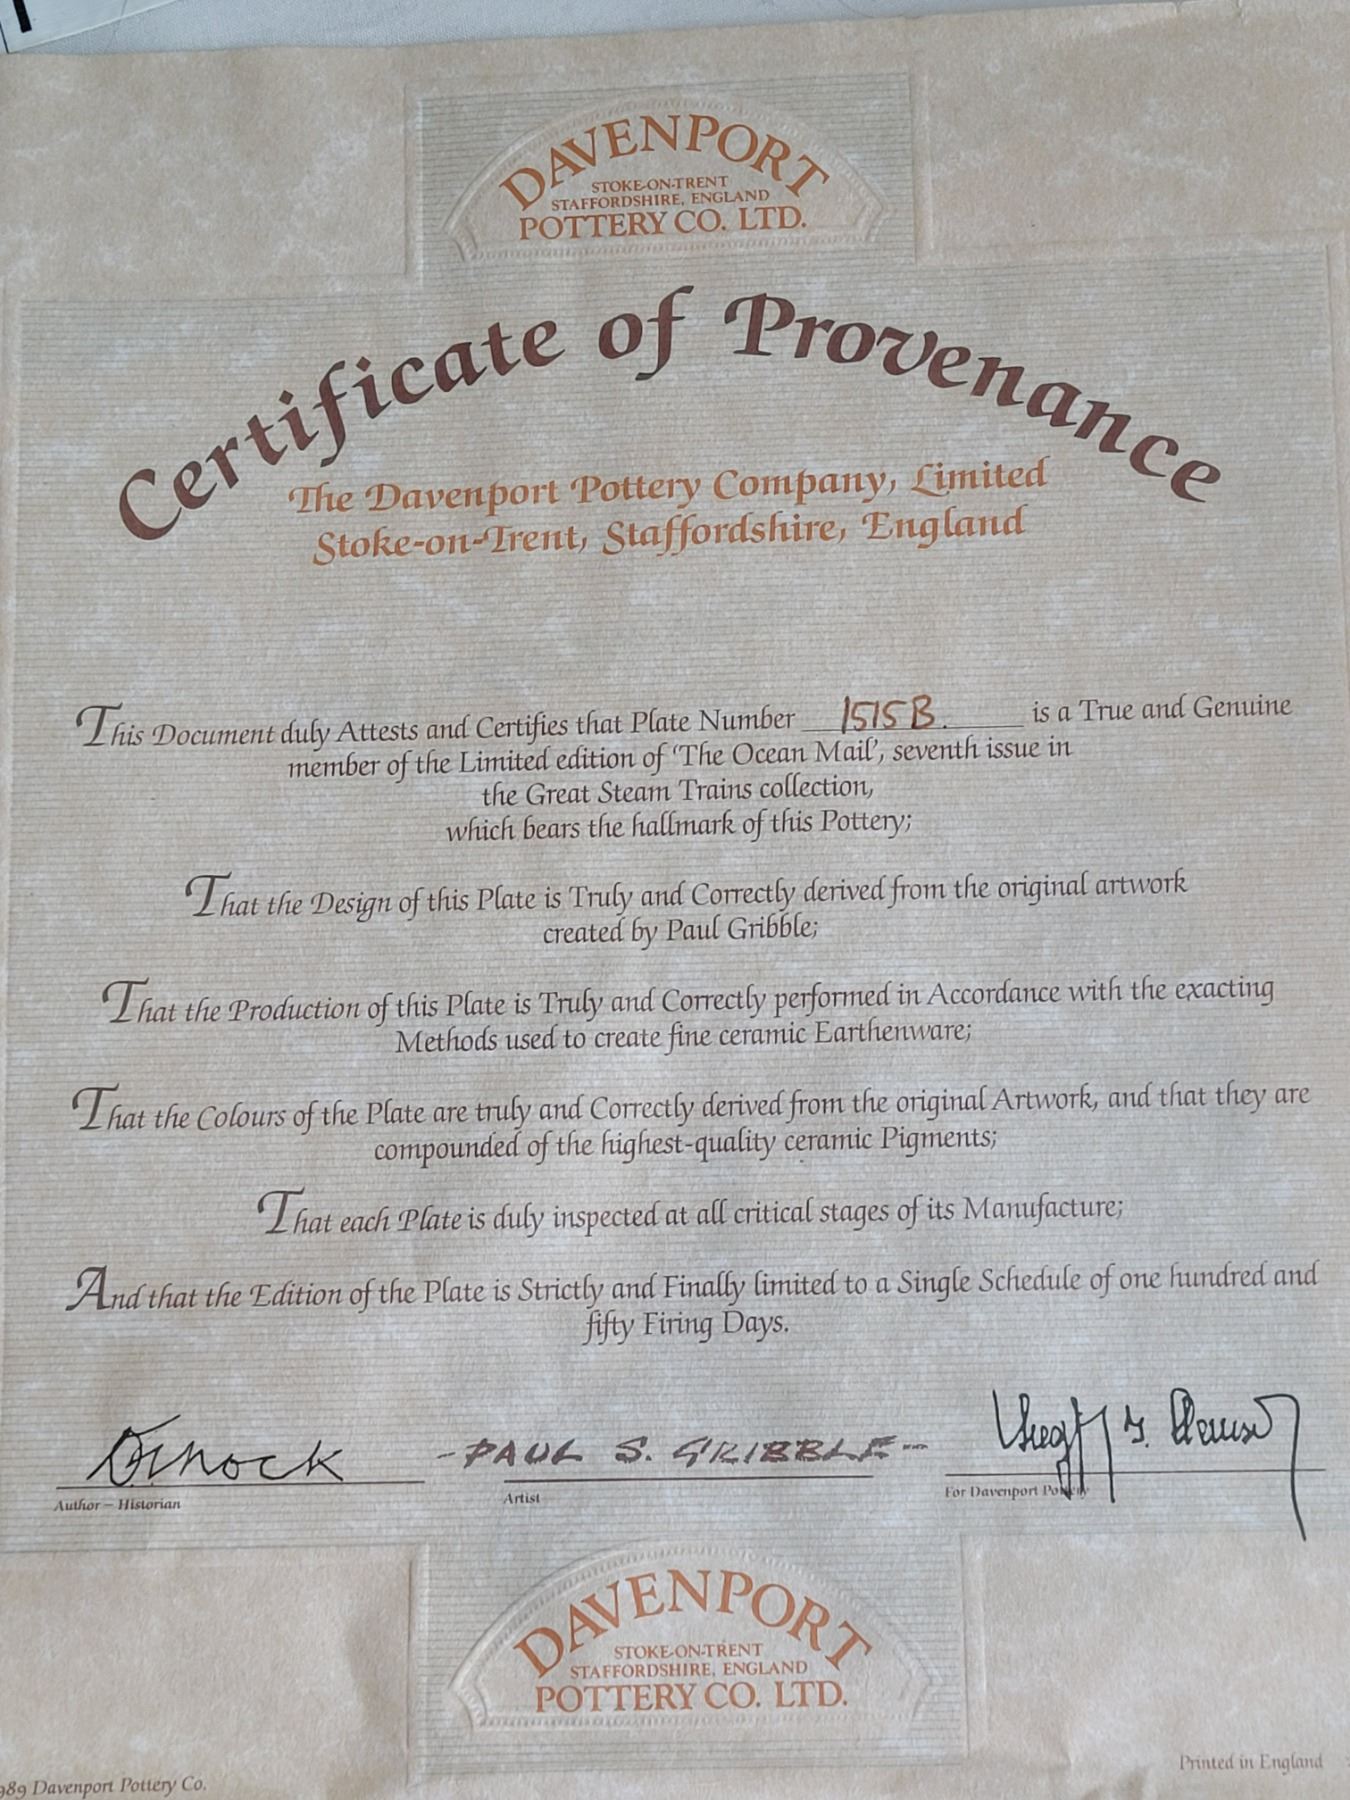 DAVENPORT
STOKE-ON-TRENT
STAFFORDSHIRE, ENGLAND
POTTERY CO. LTD.
Certificate of Provenance
The Davenport Pottery Company, Limited
Stoke-on-Trent, Staffordshire, England
This Document duly Attests and Certifies that Plate Number 1515B. is a True and Genuine
member of the Limited edition of 'The Ocean Mail', seventh issue in
the Great Steam Trains collection,
which bears the hallmark of this Pottery;
That the Design of this Plate is Truly and Correctly derived from the original artwork
created by Paul Gribble;
That the Production of this Plate is Truly and Correctly performed in Accordance with the exacting
Methods used to create fine ceramic Earthenware;
That the Colours of the Plate are truly and Correctly derived from the original Artwork, and that they are
compounded of the highest-quality ceramic Pigments;
That each Plate is duly inspected at all critical stages of its Manufacture;
And that the Edition of the Plate is Strictly and Finally limited to a Single Schedule of one hundred and
fifty Firing Days.
- PAUL S. GRIBBLE -
Author – Historian
Artist
For Davenport Pottery
DAVENPORT
STOKE-ON-TRENT
STAFFORDSHIRE, ENGLAND
POTTERY CO. LTD.
989 Davenport Pottery Co.
Printed in England